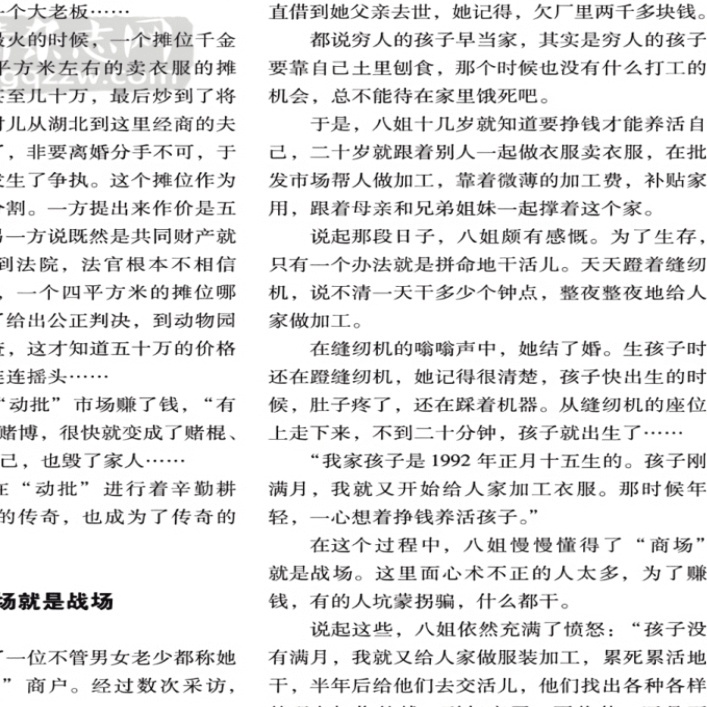 一个大老板……
火的时候，一个摊位千金
平方米左右的卖衣服的摊
至几十万，最后炒到了将
对儿从湖北到这里经商的夫
，非要离婚分手不可，于
发生了争执。这个摊位作为
割。一方提出来作价是五
另一方说既然是共同财产就
到法院，法官根本不相信
，一个四平方米的摊位哪
了给出公正判决，到动物园
，这才知道五十万的价格
连连摇头……
“动批”市场赚了钱，“有
赌博，很快就变成了赌棍、
己，也毁了家人……
在“动批”进行着辛勤耕
的传奇，也成为了传奇的
场就是战场
了一位不管男女老少都称她
”商户。经过数次采访，
直借到她父亲去世，她记得，欠厂里两千多块钱。
都说穷人的孩子早当家，其实是穷人的孩子
要靠自己土里刨食，那个时候也没有什么打工的
机会，总不能待在家里饿死吧。
于是，八姐十几岁就知道要挣钱才能养活自
己，二十岁就跟着别人一起做衣服卖衣服，在批
发市场帮人做加工，靠着微薄的加工费，补贴家
用，跟着母亲和兄弟姐妹一起撑着这个家。
说起那段日子，八姐颇有感慨。为了生存，
只有一个办法就是拼命地干活儿。天天蹬着缝纫
机，说不清一天干多少个钟点，整夜整夜地给人
家做加工。
在缝纫机的嗡嗡声中，她结了婚。生孩子时
还在蹬缝纫机，她记得很清楚，孩子快出生的时
候，肚子疼了，还在踩着机器。从缝纫机的座位
上走下来，不到二十分钟，孩子就出生了……
“我家孩子是 1992 年正月十五生的。孩子刚
满月，我就又开始给人家加工衣服。那时候年
轻，一心想着挣钱养活孩子。”
在这个过程中，八姐慢慢懂得了“商场”
就是战场。这里面心术不正的人太多，为了赚
钱，有的人坑蒙拐骗，什么都干。
说起这些，八姐依然充满了愤怒：“孩子没
有满月，我就又给人家做服装加工，累死累活地
干，半年后给他们去交活儿，他们找出各种各样